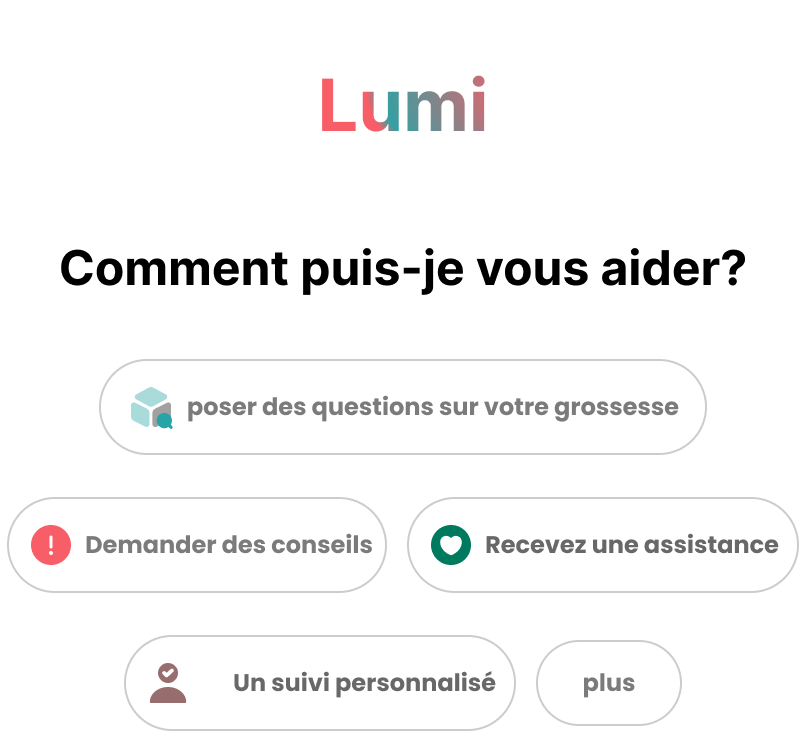 Lumi
Comment puis-je vous aider?
poser des questions sur votre grossesse
Demander des conseils
Recevez une assistance
Un suivi personnalisé
plus